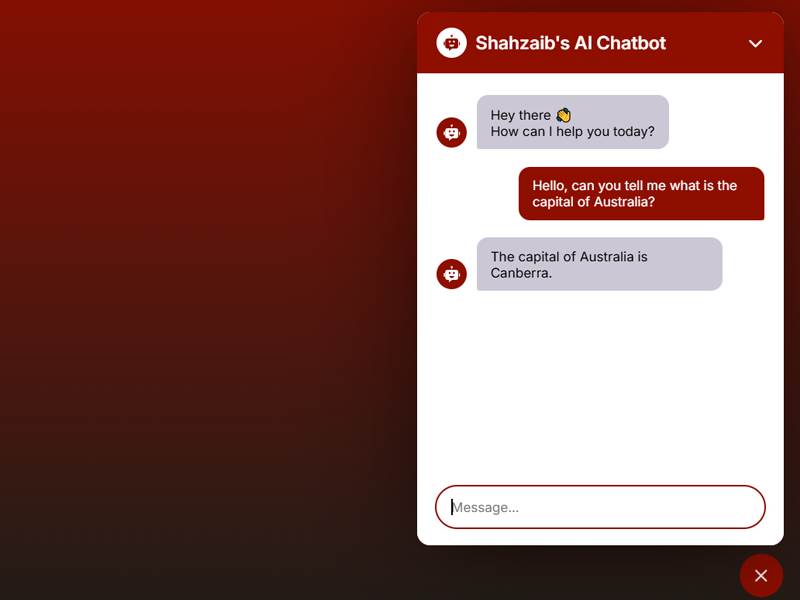 Shahzaib's AI Chatbot
Hey there 👋
How can I help you today?
Hello, can you tell me what is the
capital of Australia?
The capital of Australia is
Canberra.
Message...